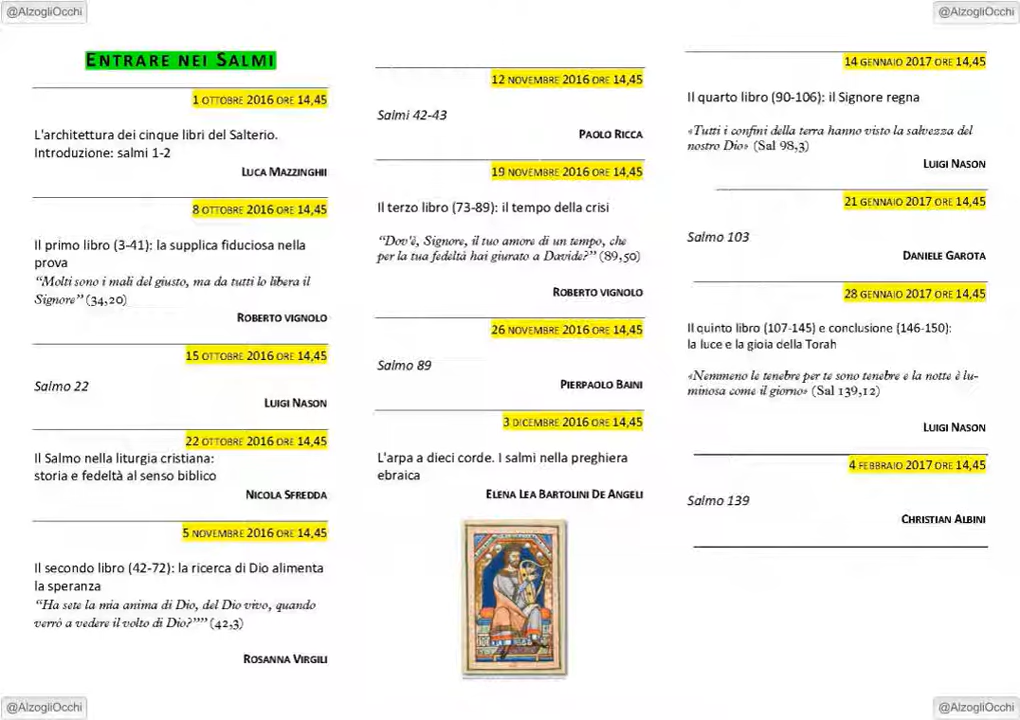 @AlzogliOcchi
@AlzogliOcchi
ENTRARE NEI SALMI
1 OTTOBRE 2016 ORE 14,45
L'architettura dei cinque libri del Salterio.
Introduzione: salmi 1-2
LUCA MAZZINGHII
8 OTTOBRE 2016 ORE 14,45
Il primo libro (3-41): la supplica fiduciosa nella
prova
“Molti sono i mali del giusto, ma da tutti lo libera il
Signore” (34,20)
ROBERTO VIGNOLO
15 OTTOBRE 2016 ORE 14,45
Salmo 22
LUIGI NASON
22 OTTOBRE 2016 ORE 14,45
Il Salmo nella liturgia cristiana:
storia e fedeltà al senso biblico
NICOLA SFREDDA
5 NOVEMBRE 2016 ORE 14,45
Il secondo libro (42-72): la ricerca di Dio alimenta
la speranza
“Ha sete la mia anima di Dio, del Dio vivo, quando
verrò a vedere il volto di Dio?”” (42,3)
ROSANNA VIRGILI
12 NOVEMBRE 2016 ORE 14,45
Salmi 42-43
PAOLO RICCA
19 NOVEMBRE 2016 ORE 14,45
Il terzo libro (73-89): il tempo della crisi
“Dov'è, Signore, il tuo amore di un tempo, che
per la tua fedeltà hai giurato a Davide?” (89,50)
ROBERTO VIGNOLO
26 NOVEMBRE 2016 ORE 14,45
Salmo 89
PIERPAOLO BAINI
3 DICEMBRE 2016 ORE 14,45
L'arpa a dieci corde. I salmi nella preghiera
ebraica
ELENA LEA BARTOLINI DE ANGELI
14 GENNAIO 2017 ORE 14,45
Il quarto libro (90-106): il Signore regna
«Tutti i confini della terra hanno visto la salvezza del
nostro Dio» (Sal 98,3)
LUIGI NASON
21 GENNAIO 2017 ORE 14,45
Salmo 103
DANIELE GAROTA
28 GENNAIO 2017 ORE 14,45
Il quinto libro (107-145) e conclusione (146-150):
la luce e la gioia della Torah
«Nemmeno le tenebre per te sono tenebre e la notte è lu-
minosa come il giorno» (Sal 139,12)
LUIGI NASON
4 FEBBRAIO 2017 ORE 14,45
Salmo 139
CHRISTIAN ALBINI
@AlzogliOcchi
@AlzogliOcchi